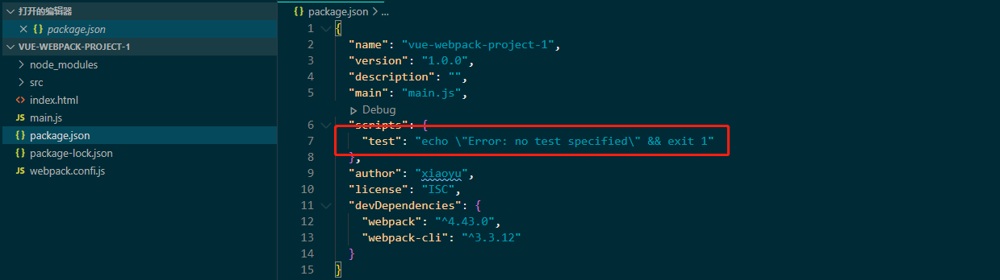 打开的编辑器
package.json
VUE-WEBPACK-PROJECT-1
node_modules
src
index.html
JS main.js
{} package.json
{} package-lock.json
JS webpack.confi.js
{} package.json > ...
1 {
2 "name": "vue-webpack-project-1",
3 "version": "1.0.0",
4 "description": "",
5 "main": "main.js",
Debug
6 "scripts": {
7 "test": "echo \"Error: no test specified\" && exit 1"
8 },
9 "author": "xiaoyu",
10 "license": "ISC",
11 "devDependencies": {
12 "webpack": "^4.43.0",
13 "webpack-cli": "^3.3.12"
14 }
15 }